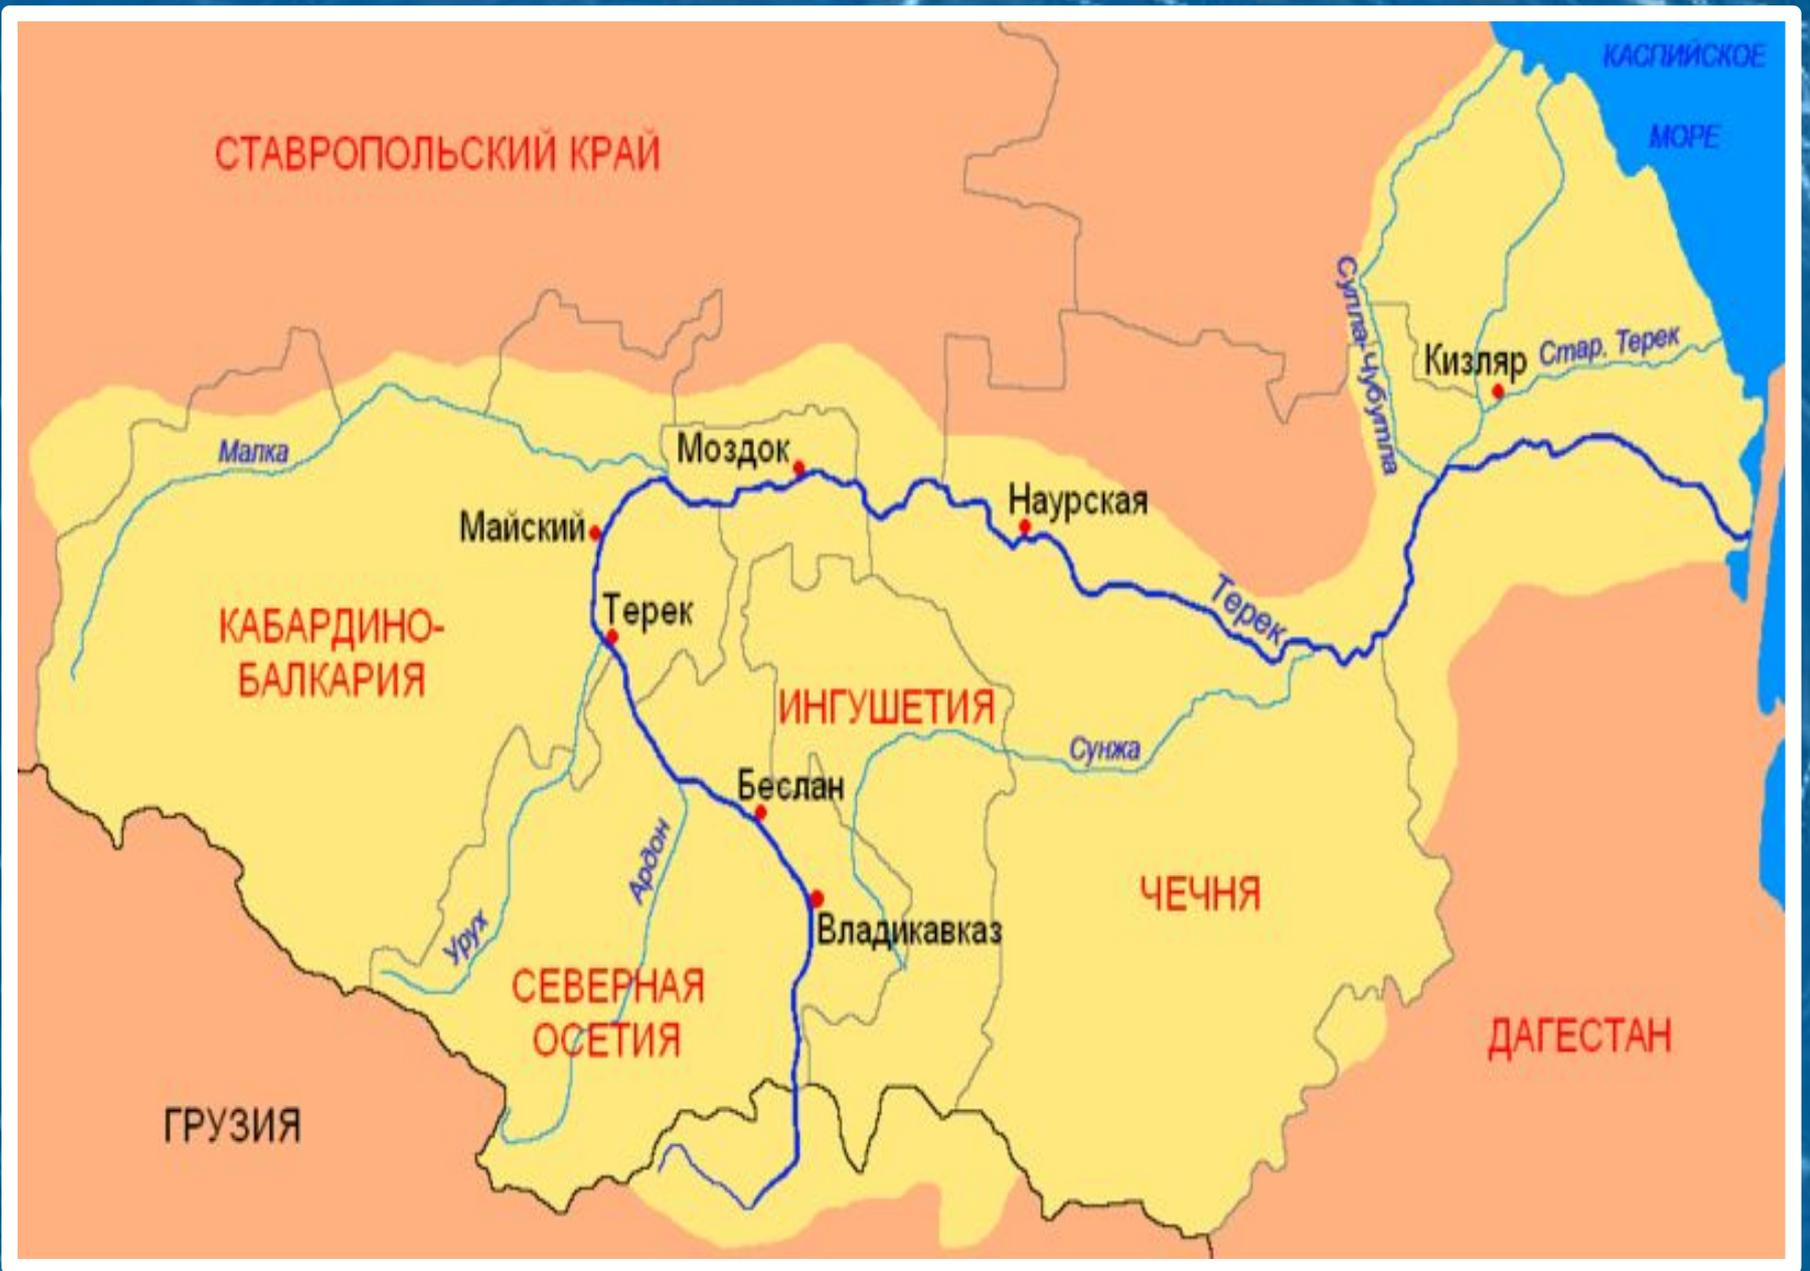 КАСПИЙСКОЕ
МОРЕ
СТАВРОПОЛЬСКИЙ КРАЙ
Сулла-Чубутла
Кизляр
Стар. Терек
Малка
Моздок
Майский
Наурская
Терек
Терек
КАБАРДИНО-
БАЛКАРИЯ
ИНГУШЕТИЯ
Сунжа
Беслан
Ардон
ЧЕЧНЯ
Урух
Владикавказ
СЕВЕРНАЯ
ОСЕТИЯ
ДАГЕСТАН
ГРУЗИЯ